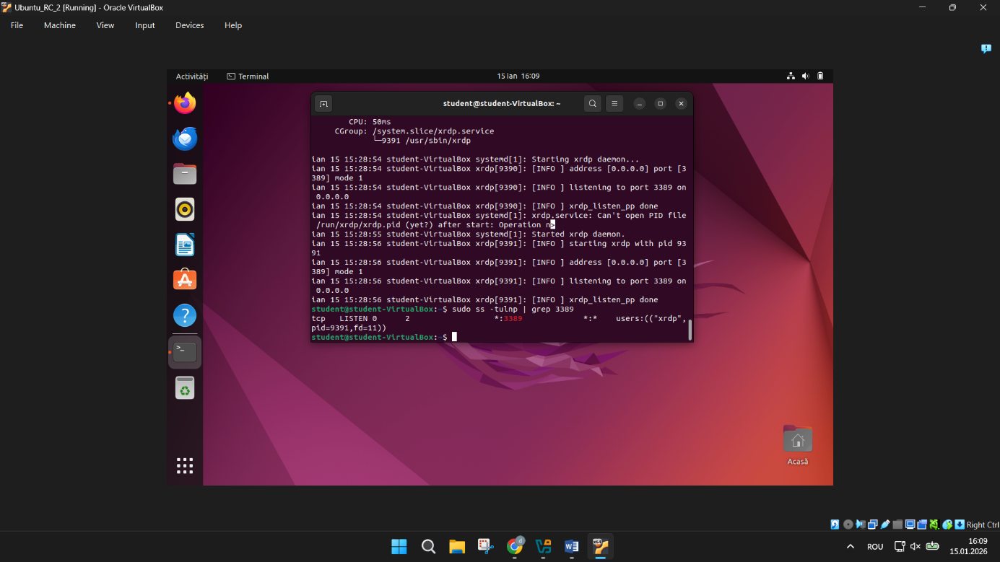 Ubuntu_RC_2 [Running] - Oracle VirtualBox
File Machine View Input Devices Help
Activități Terminal 15 ian 16:09
student@student-VirtualBox: ~
CPU: 50ms
CGroup: /system.slice/xrdp.service
└─9391 /usr/sbin/xrdp
ian 15 15:28:54 student-VirtualBox systemd[1]: Starting xrdp daemon...
ian 15 15:28:54 student-VirtualBox xrdp[9390]: [INFO ] address [0.0.0.0] port [3
389] mode 1
ian 15 15:28:54 student-VirtualBox xrdp[9390]: [INFO ] listening to port 3389 on
0.0.0.0
ian 15 15:28:54 student-VirtualBox xrdp[9390]: [INFO ] xrdp_listen_pp done
ian 15 15:28:54 student-VirtualBox systemd[1]: xrdp.service: Can't open PID file
/run/xrdp/xrdp.pid (yet?) after start: Operation n>
ian 15 15:28:55 student-VirtualBox systemd[1]: Started xrdp daemon.
ian 15 15:28:56 student-VirtualBox xrdp[9391]: [INFO ] starting xrdp with pid 93
91
ian 15 15:28:56 student-VirtualBox xrdp[9391]: [INFO ] address [0.0.0.0] port [3
389] mode 1
ian 15 15:28:56 student-VirtualBox xrdp[9391]: [INFO ] listening to port 3389 on
0.0.0.0
ian 15 15:28:56 student-VirtualBox xrdp[9391]: [INFO ] xrdp_listen_pp done
student@student-VirtualBox:~$ sudo ss -tulnp | grep 3389
tcp LISTEN 0 2 *:3389 *:* users:(("xrdp",
pid=9391,fd=11))
student@student-VirtualBox:~$
Acasă
Right Ctrl
ROU
16:09
15.01.2026